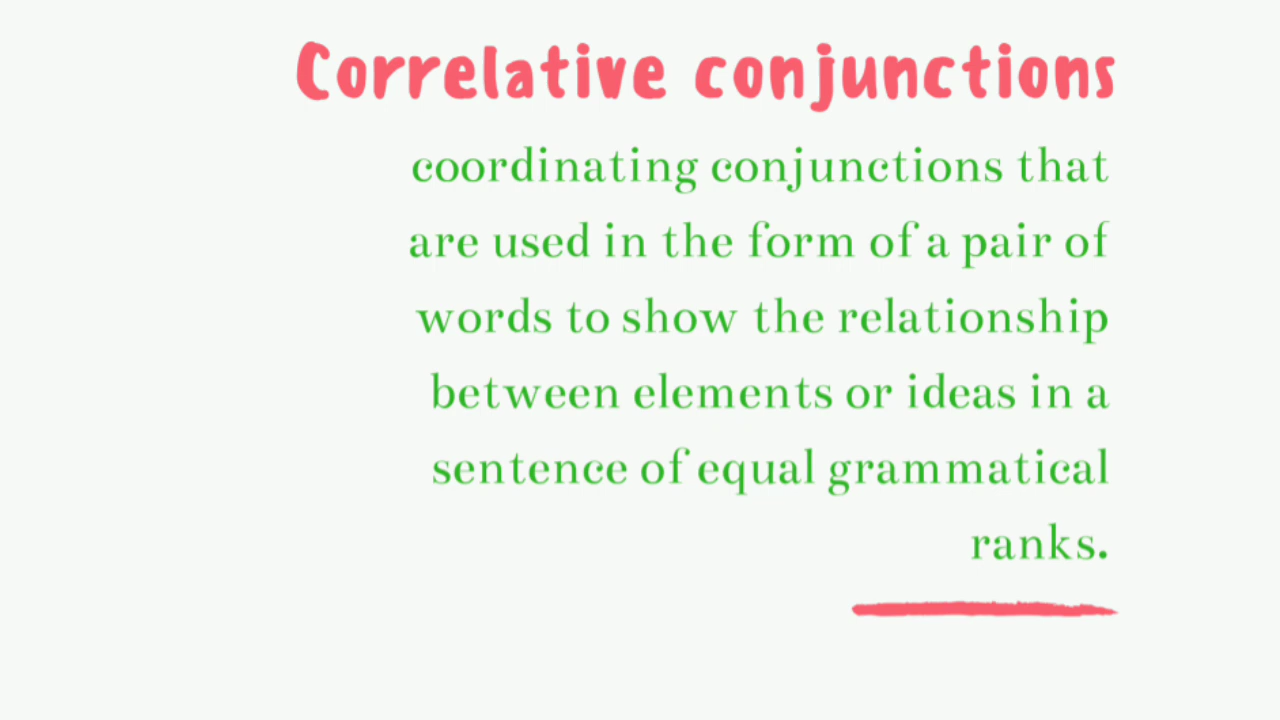 Correlative conjunctions
coordinating conjunctions that
are used in the form of a pair of
words to show the relationship
between elements or ideas in a
sentence of equal grammatical
ranks.